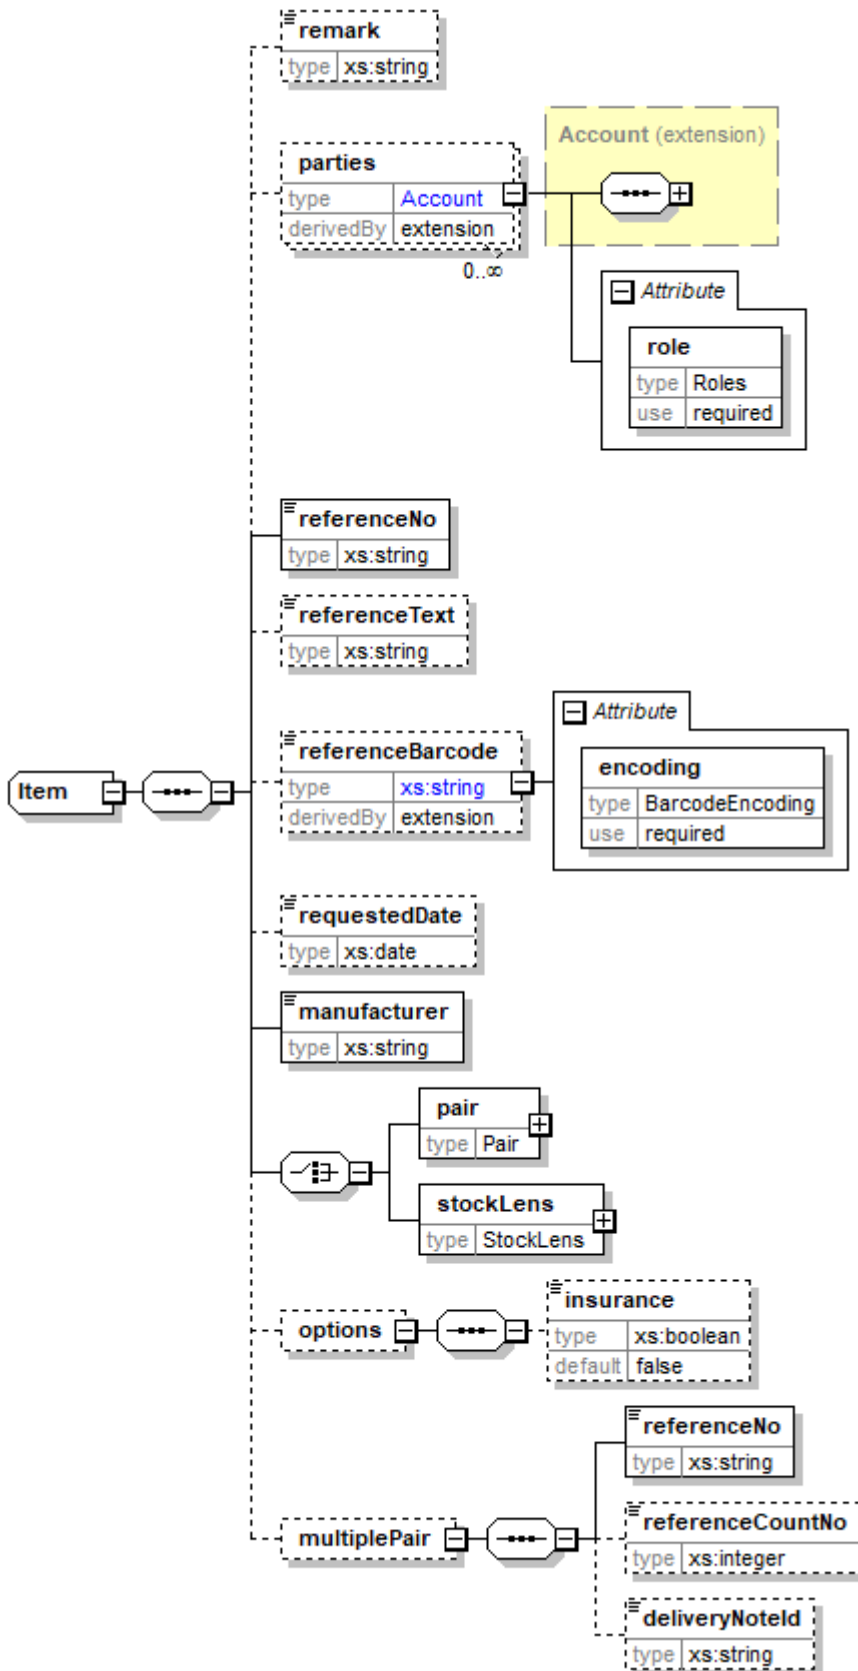 remark
type xs:string
Account (extension)
parties
type Account
derivedBy extension
0..∞
Attribute
role
type Roles
use required
referenceNo
type xs:string
referenceText
type xs:string
Attribute
referenceBarcode
type xs:string
derivedBy extension
encoding
type BarcodeEncoding
use required
Item
requestedDate
type xs:date
manufacturer
type xs:string
pair
type Pair
stockLens
type StockLens
options
insurance
type xs:boolean
default false
multiplePair
referenceNo
type xs:string
referenceCountNo
type xs:integer
deliveryNoteId
type xs:string